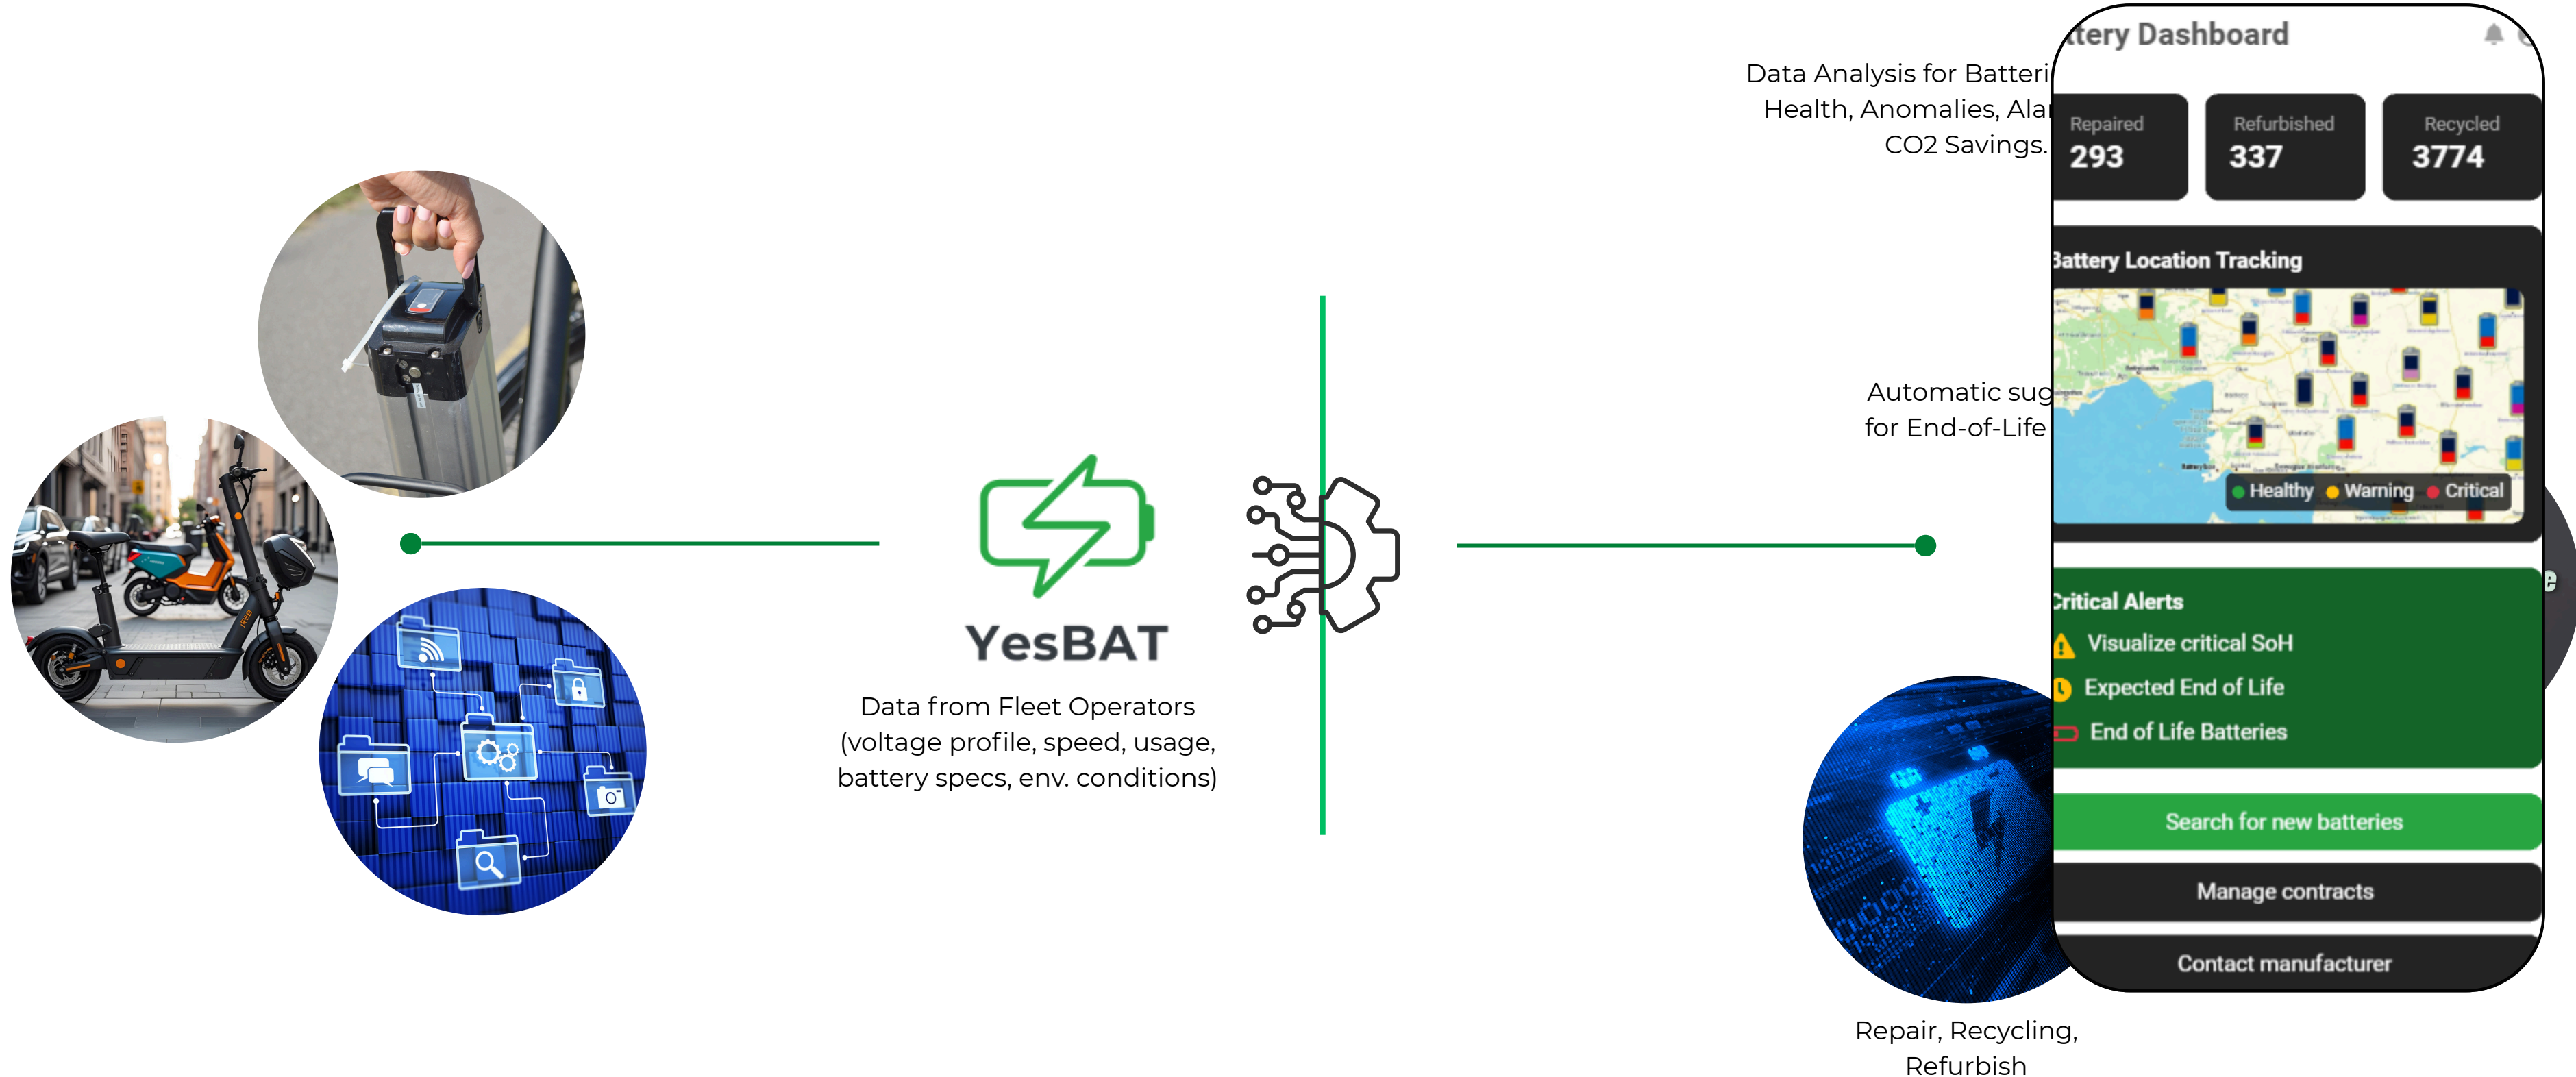 YesBAT
Data from Fleet Operators
(voltage profile, speed, usage,
battery specs, env. conditions)
Data Analysis for Batteri
Health, Anomalies, Alar
CO2 Savings.
Automatic sug
for End-of-Life
Repair, Recycling,
Refurbish
ttery Dashboard
Repaired
293
Refurbished
337
Recycled
3774
Battery Location Tracking
Healthy Warning Critical
Critical Alerts
Visualize critical SoH
Expected End of Life
End of Life Batteries
Search for new batteries
Manage contracts
Contact manufacturer
e